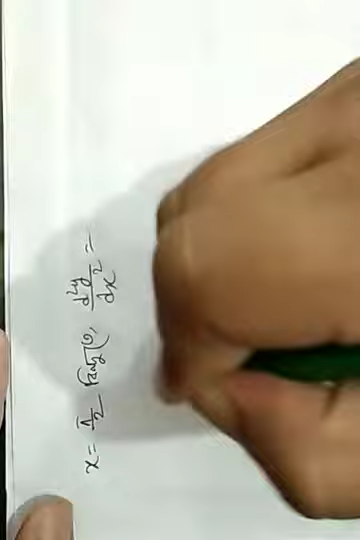 x = π/2 বিন্দুতে, d²y/dx² =